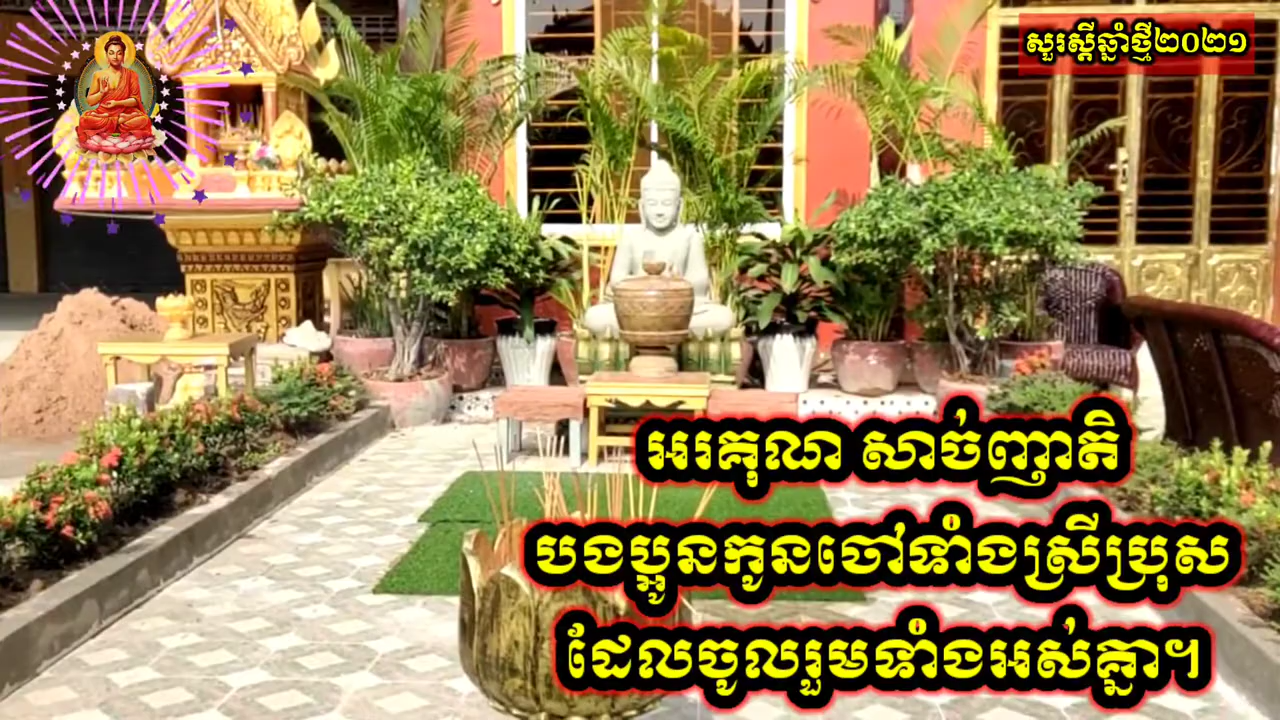 សួរស្ដីឆ្នាំថ្មី២០២១
អរគុណ សាច់ញាតិ
បងប្អូនកូនចៅទាំងស្រីប្រុស
ដែលចូលរួមទាំងអស់គ្នា។